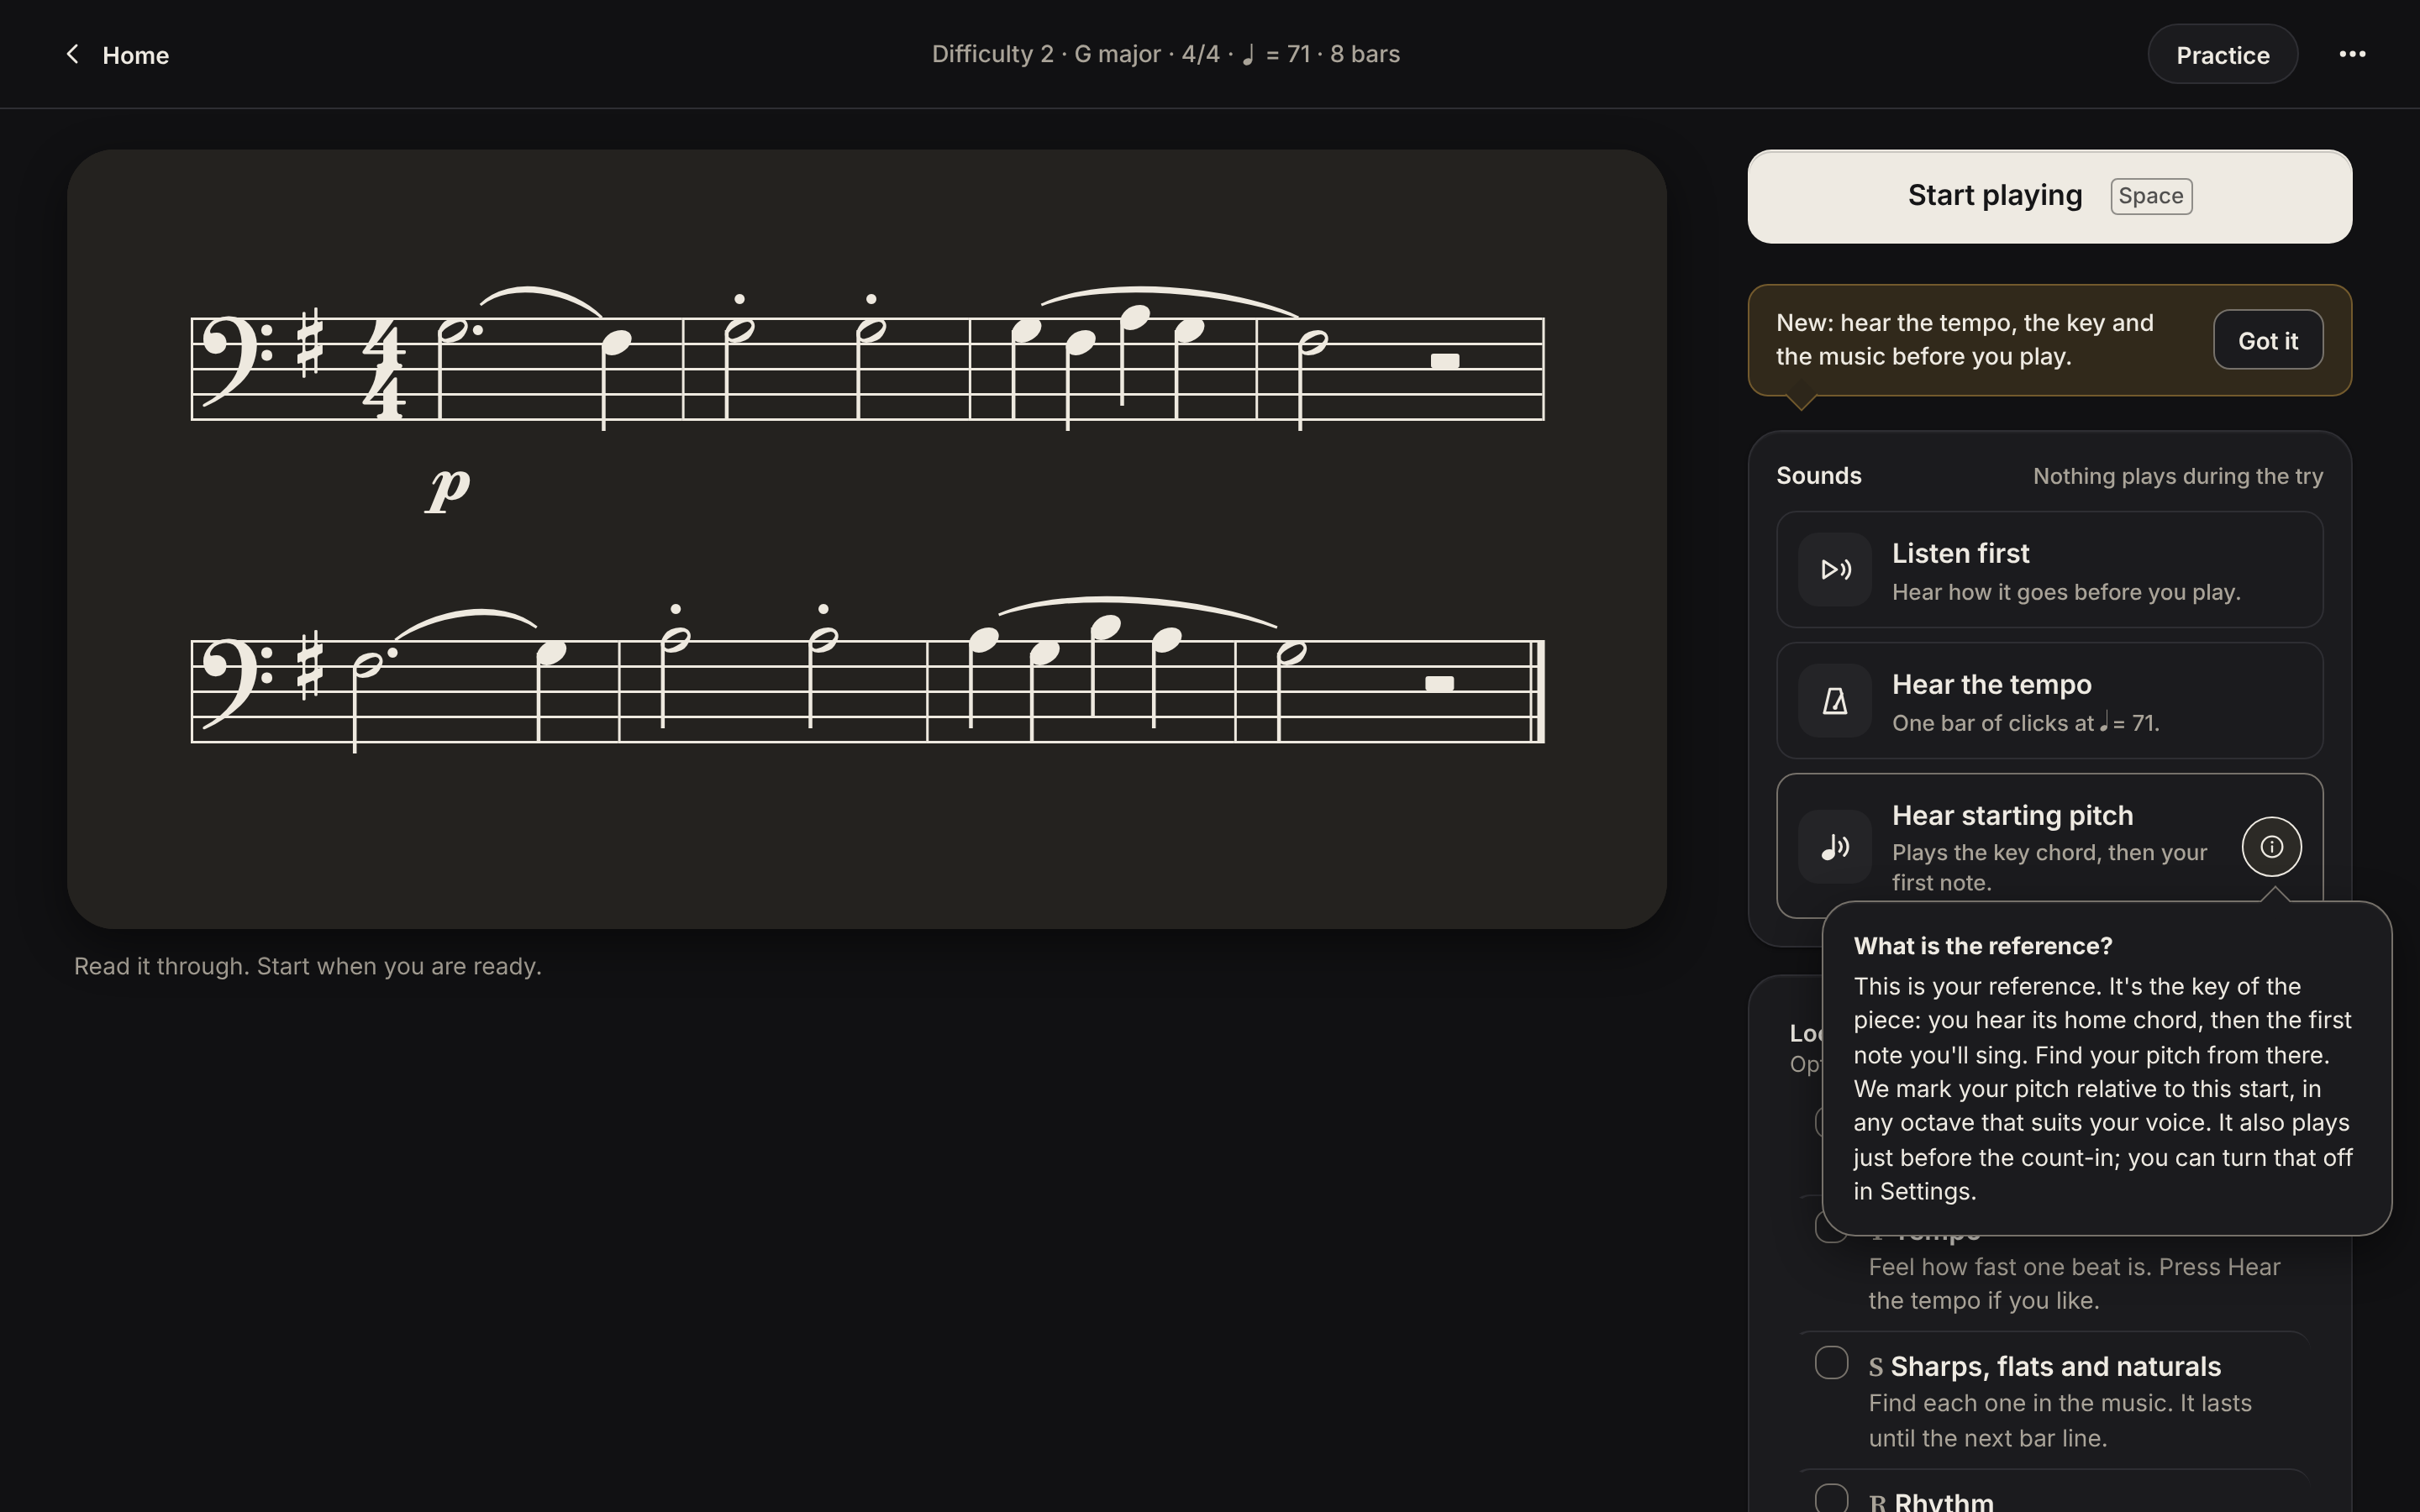 Home
Difficulty 2 · G major · 4/4 · ♩ = 71 · 8 bars
Practice
Start playing Space
New: hear the tempo, the key and
the music before you play.
Got it
Sounds
Nothing plays during the try
Listen first
Hear how it goes before you play.
Hear the tempo
One bar of clicks at ♩ = 71.
Hear starting pitch
Plays the key chord, then your
first note.
4
4
p
Read it through. Start when you are ready.
What is the reference?
This is your reference. It's the key of the
piece: you hear its home chord, then the first
note you'll sing. Find your pitch from there.
We mark your pitch relative to this start, in
any octave that suits your voice. It also plays
just before the count-in; you can turn that off
in Settings.
Tempo
Feel how fast one beat is. Press Hear
the tempo if you like.
S Sharps, flats and naturals
Find each one in the music. It lasts
until the next bar line.
R Rhythm